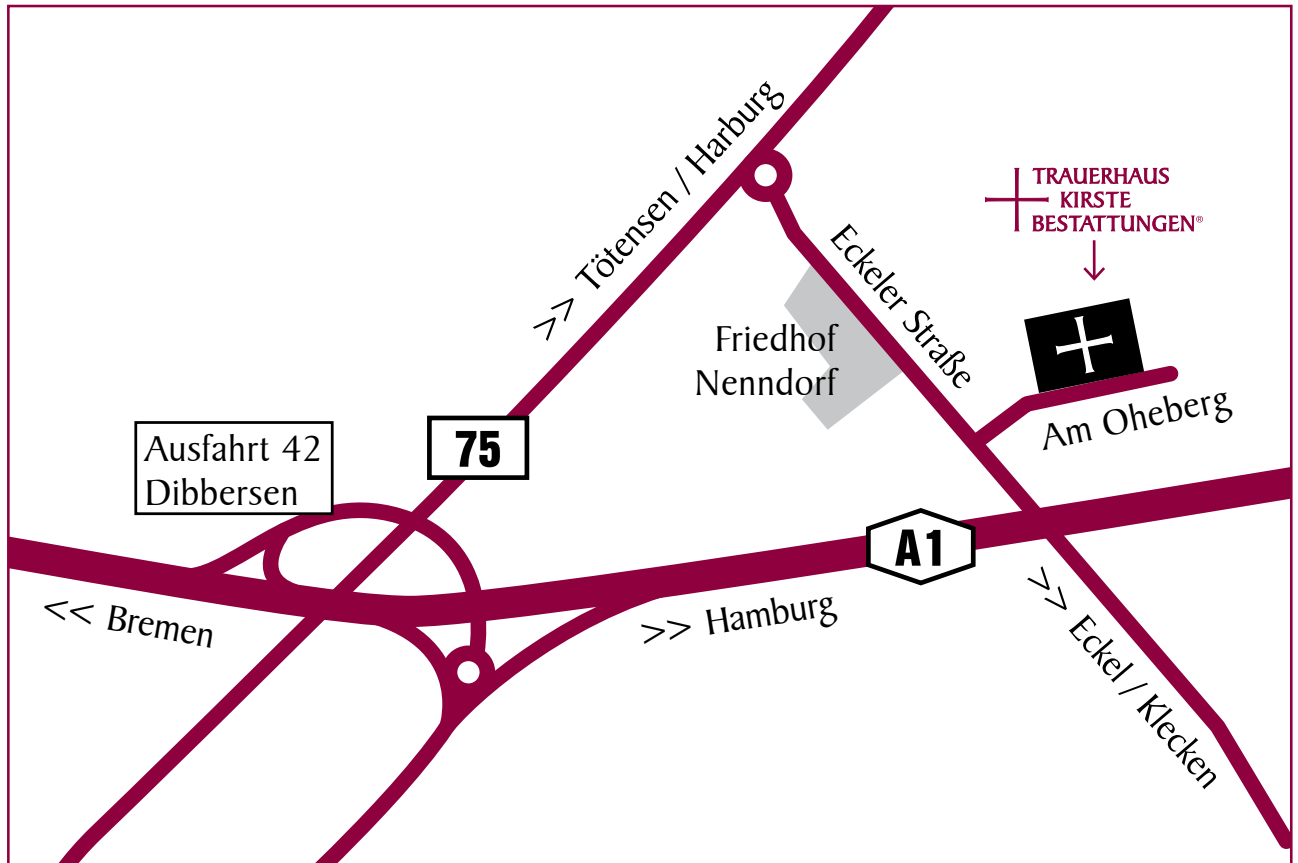 >> Tötensen / Harburg
TRAUERHAUS
KIRSTE
BESTATTUNGEN®
Eckeler Straße
Friedhof
Nenndorf
Am Oheberg
75
Ausfahrt 42
Dibbersen
A1
<< Bremen
>> Hamburg
>> Eckel / Klecken